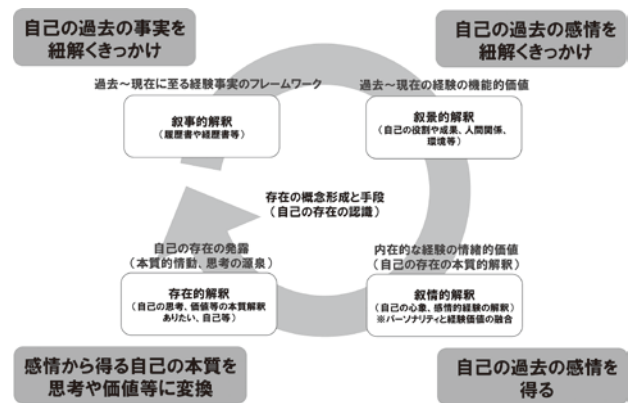 自己の過去の事実を
紐解くきっかけ
自己の過去の感情を
紐解くきっかけ
過去～現在に至る経験事実のフレームワーク
叙事的解釈
（履歴書や経歴書等）
過去～現在の経験の機能的価値
叙景的解釈
（自己の役割や成果、人間関係、
環境等）
存在の概念形成と手段
（自己の存在の認識）
自己の存在の発露
（本質的情動、思考の源泉）
存在的解釈
（自己の思考、価値等の本質解釈
ありたい、自己等）
内在的な経験の情緒的価値
（自己の存在の本質的解釈）
叙情的解釈
（自己の心象、感情的経験の解釈）
※パーソナリティと経験価値の融合
感情から得る自己の本質を
思考や価値等に変換
自己の過去の感情を
得る